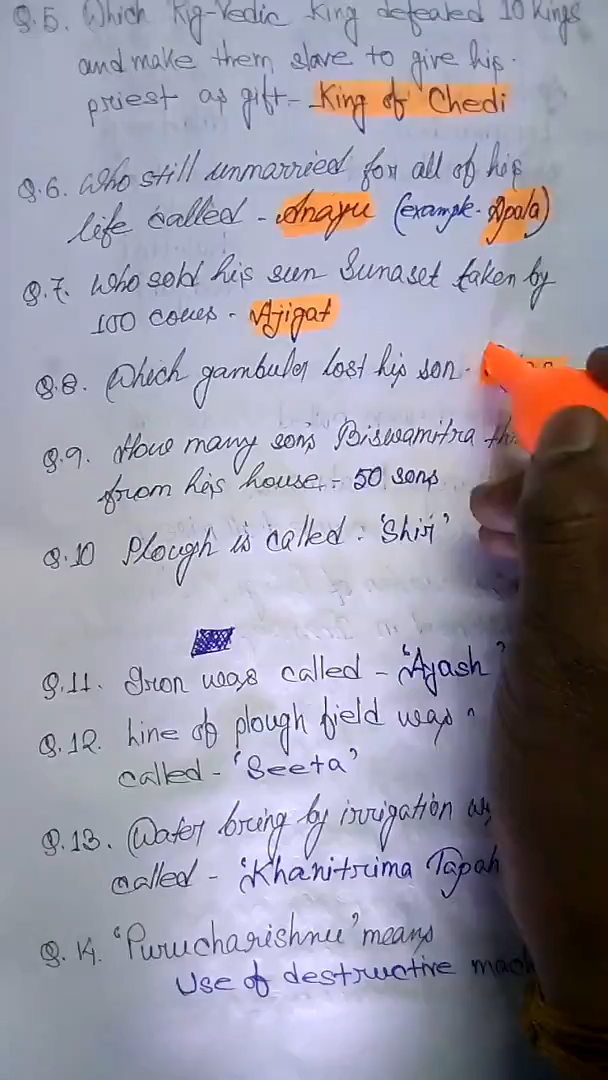 Q.5. Which Rig-Vedic King defeated 10 kings
and make them slave to give his
priest as gift- King of Chedi
Q.6. Who still unmarried for all of his
life called - Anayu (example- Apala)
Q.7. Who sold his sun Sunaset taken by
100 cows - Ajigat
Q.8. Which gambuler lost his son-
Q.9. How many sons Biswamitra
from his house - 50 sons
Q.10 Plough is called - 'Shir'
Q.11. Iron was called - 'Ayash'
Q.12. Line of plough field was
called - 'Seeta'
Q.13. Water bring by irrigation
called - 'Khanitrima Tapah
Q.14. "Purucharishnu" means
Use of destructive